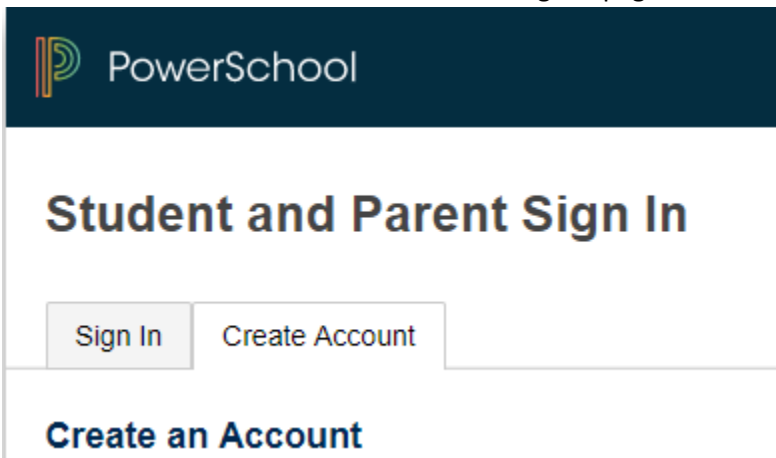 PowerSchool
Student and Parent Sign In
Sign In Create Account
Create an Account